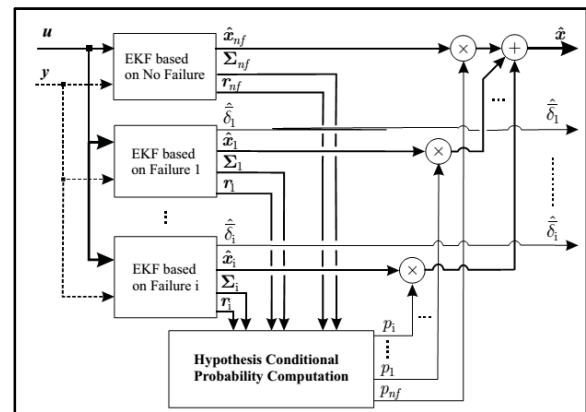 u
y
EKF based
on No Failure
x̂nf
Σnf
rnf
×
+
x̂
...
EKF based
on Failure 1
δ̄̂1
x̂1
Σ1
r1
×
δ̄̂1
EKF based
on Failure i
δ̄̂i
x̂i
Σi
ri
×
δ̄̂i
...
Hypothesis Conditional
Probability Computation
pi
p1
pnf